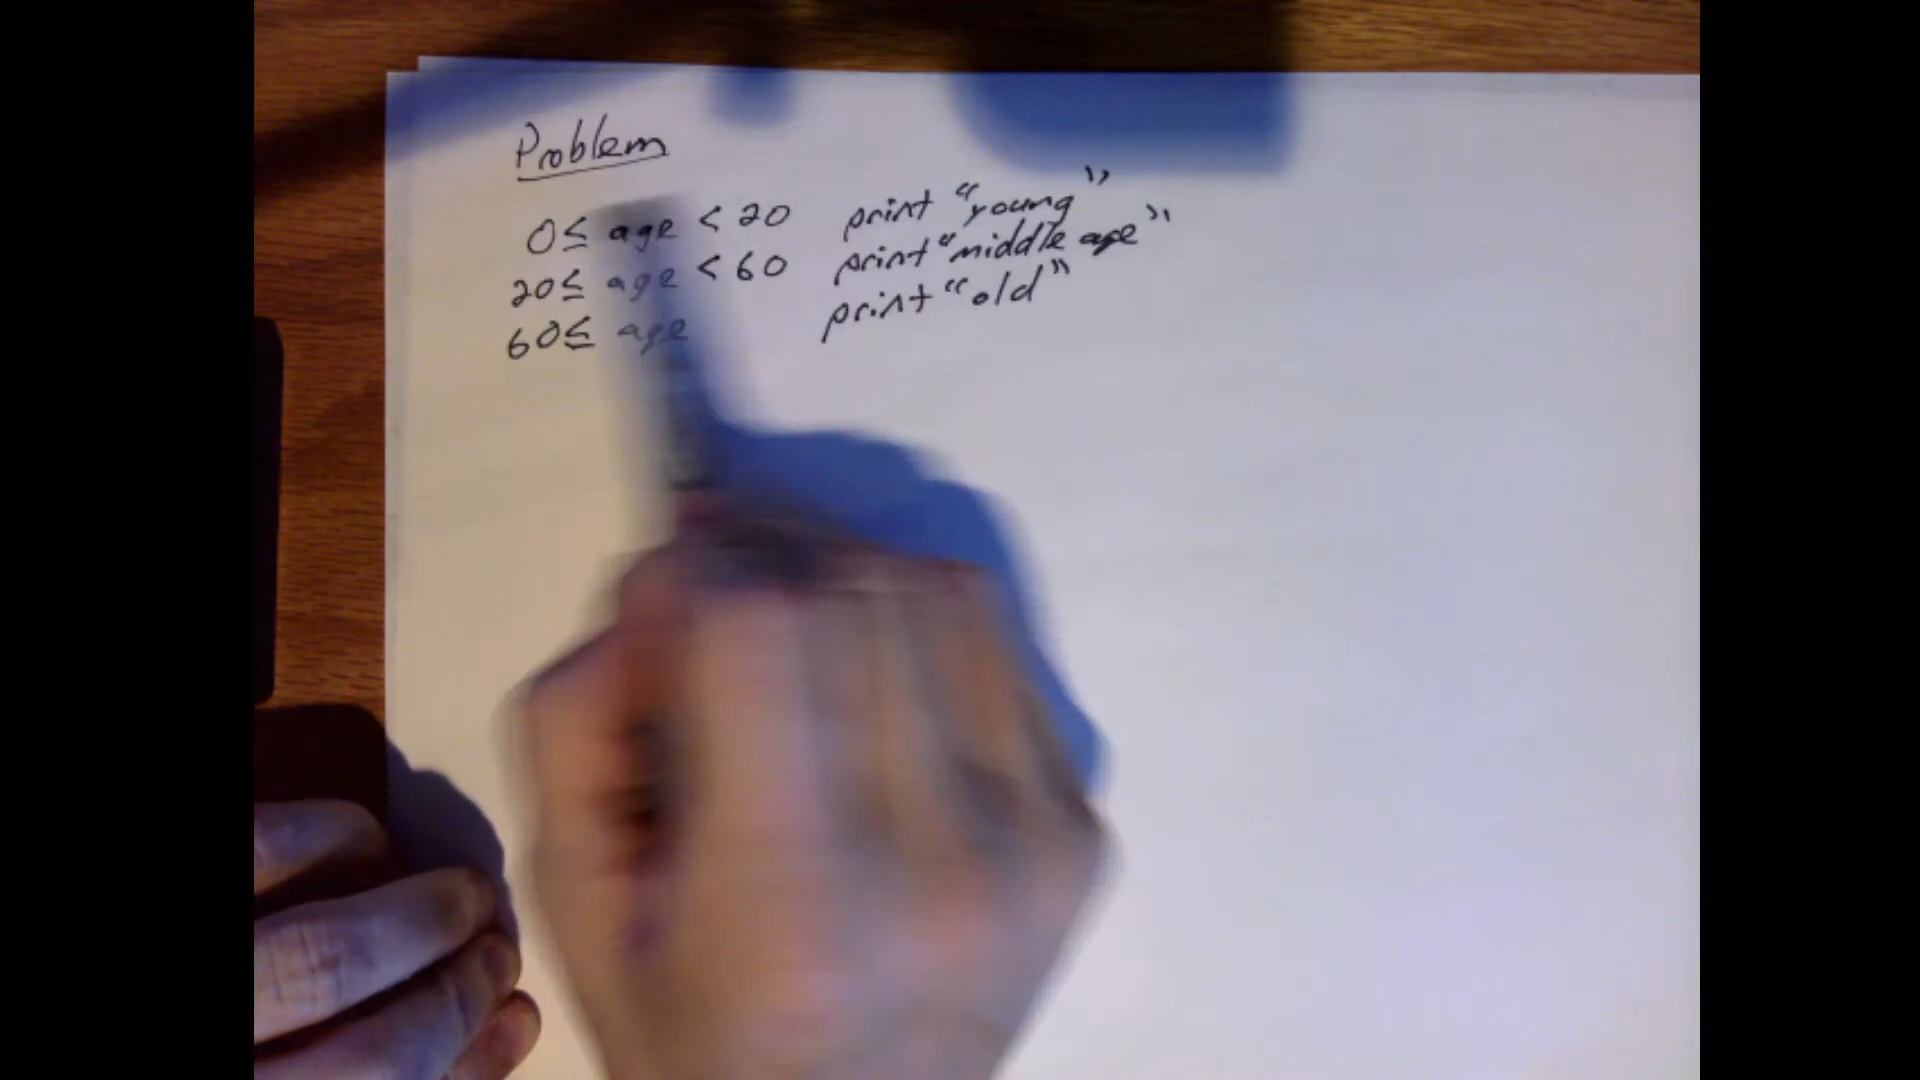 Problem
0 ≤ age < 20 print "young"
20 ≤ age < 60 print "middle age"
60 ≤ age print "old"